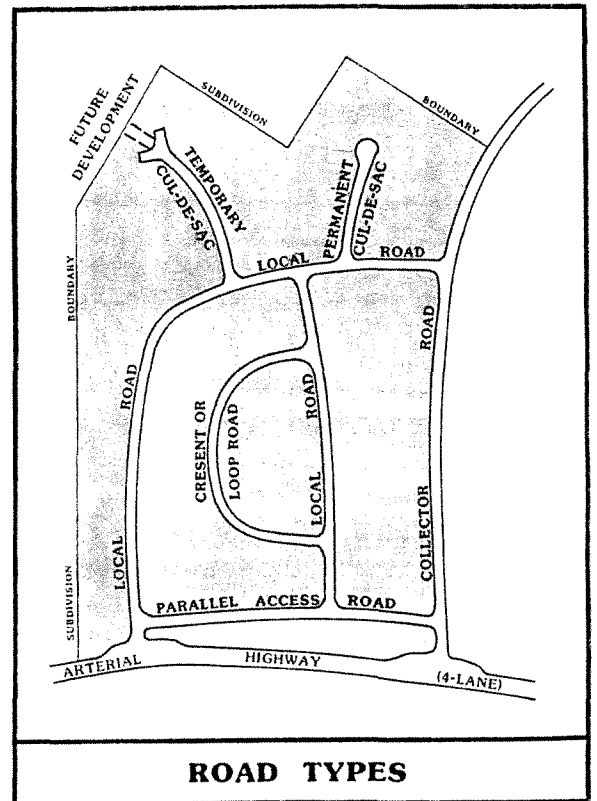 FUTURE
DEVELOPMENT
SUBDIVISION
BOUNDARY
TEMPORARY
CUL-DE-SAC
PERMANENT
CUL-DE-SAC
LOCAL ROAD
BOUNDARY
SUBDIVISION
LOCAL ROAD
CRESENT OR
LOOP ROAD
LOCAL ROAD
COLLECTOR ROAD
PARALLEL ACCESS ROAD
ARTERIAL HIGHWAY (4-LANE)
ROAD TYPES